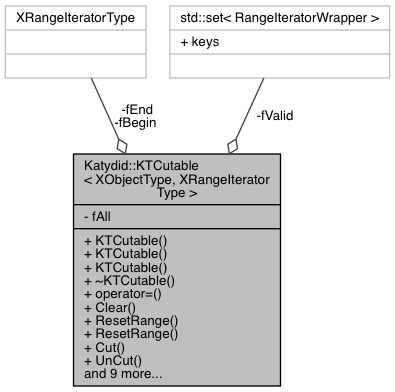 XRangeIteratorType
std::set< RangeIteratorWrapper >
+ keys
-fEnd
-fBegin
-fValid
Katydid::KTCutable
< XObjectType, XRangeIterator
Type >
- fAll
+ KTCutable()
+ KTCutable()
+ KTCutable()
+ ~KTCutable()
+ operator=()
+ Clear()
+ ResetRange()
+ ResetRange()
+ Cut()
+ UnCut()
and 9 more...